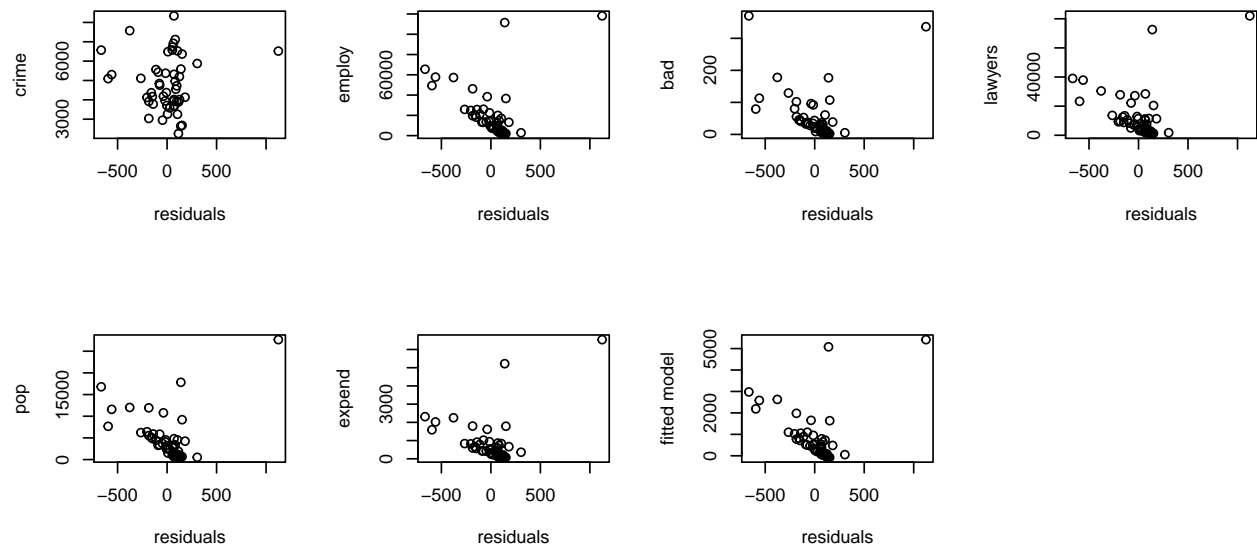 crime
3000 6000
−500 0 500
residuals
employ
0 60000
−500 0 500
residuals
bad
0 200
−500 0 500
residuals
lawyers
0 40000
−500 0 500
residuals
pop
0 15000
−500 0 500
residuals
expend
0 3000
−500 0 500
residuals
fitted model
0 2000 5000
−500 0 500
residuals